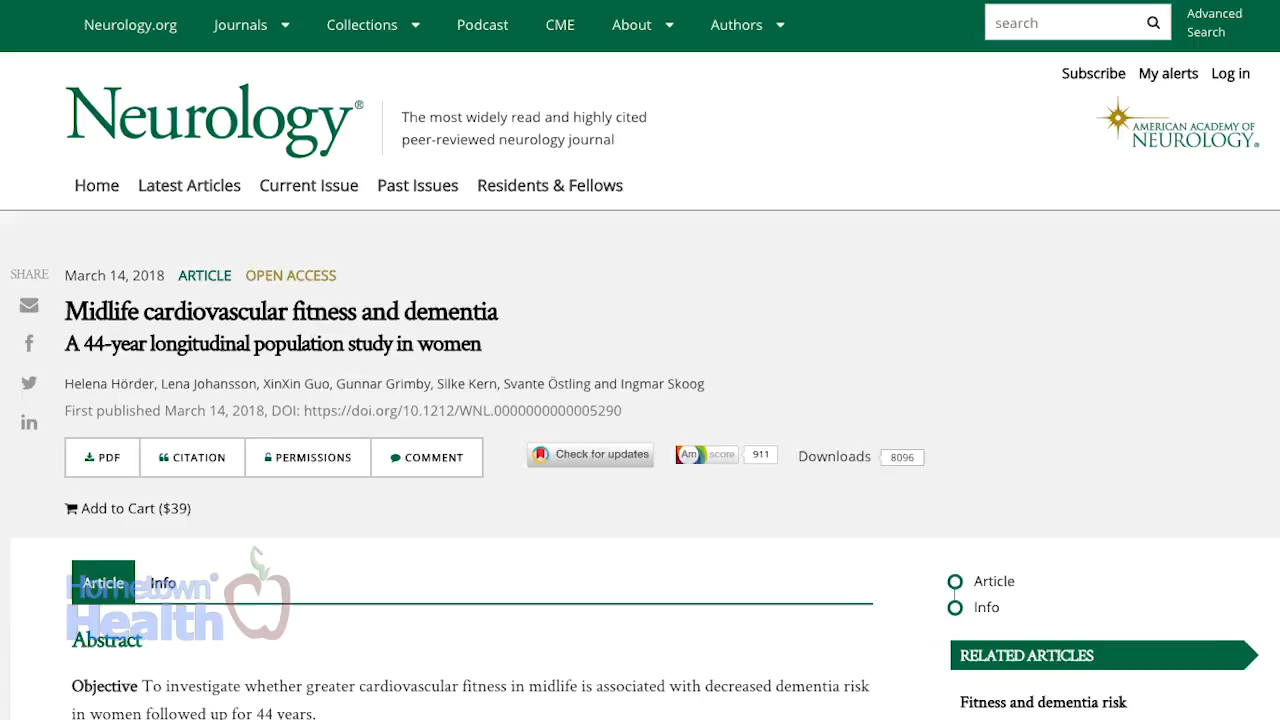 Neurology.org Journals Collections Podcast CME About Authors search Advanced Search
Subscribe My alerts Log in
Neurology®
The most widely read and highly cited
peer-reviewed neurology journal
AMERICAN ACADEMY OF
NEUROLOGY®
Home Latest Articles Current Issue Past Issues Residents & Fellows
SHARE
March 14, 2018 ARTICLE OPEN ACCESS
Midlife cardiovascular fitness and dementia
A 44-year longitudinal population study in women
Helena Hörder, Lena Johansson, XinXin Guo, Gunnar Grimby, Silke Kern, Svante Östling and Ingmar Skoog
First published March 14, 2018, DOI: https://doi.org/10.1212/WNL.0000000000005290
PDF CITATION PERMISSIONS COMMENT Check for updates Am score 911 Downloads 8096
Add to Cart ($39)
Article Info
Hometown®
Health
Abstract
Objective To investigate whether greater cardiovascular fitness in midlife is associated with decreased dementia risk
in women followed up for 44 years.
Article
Info
RELATED ARTICLES
Fitness and dementia risk